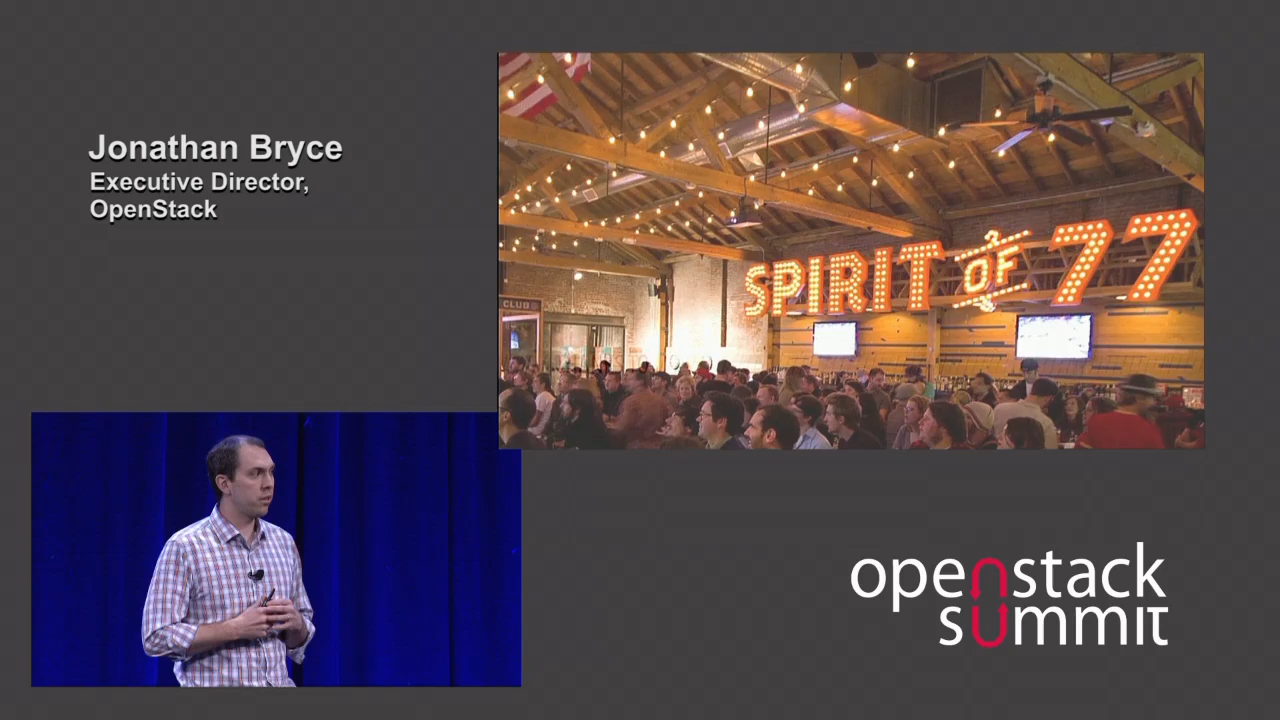 Jonathan Bryce
Executive Director,
OpenStack
CLUB
SPIRIT OF 77
openstack
summit